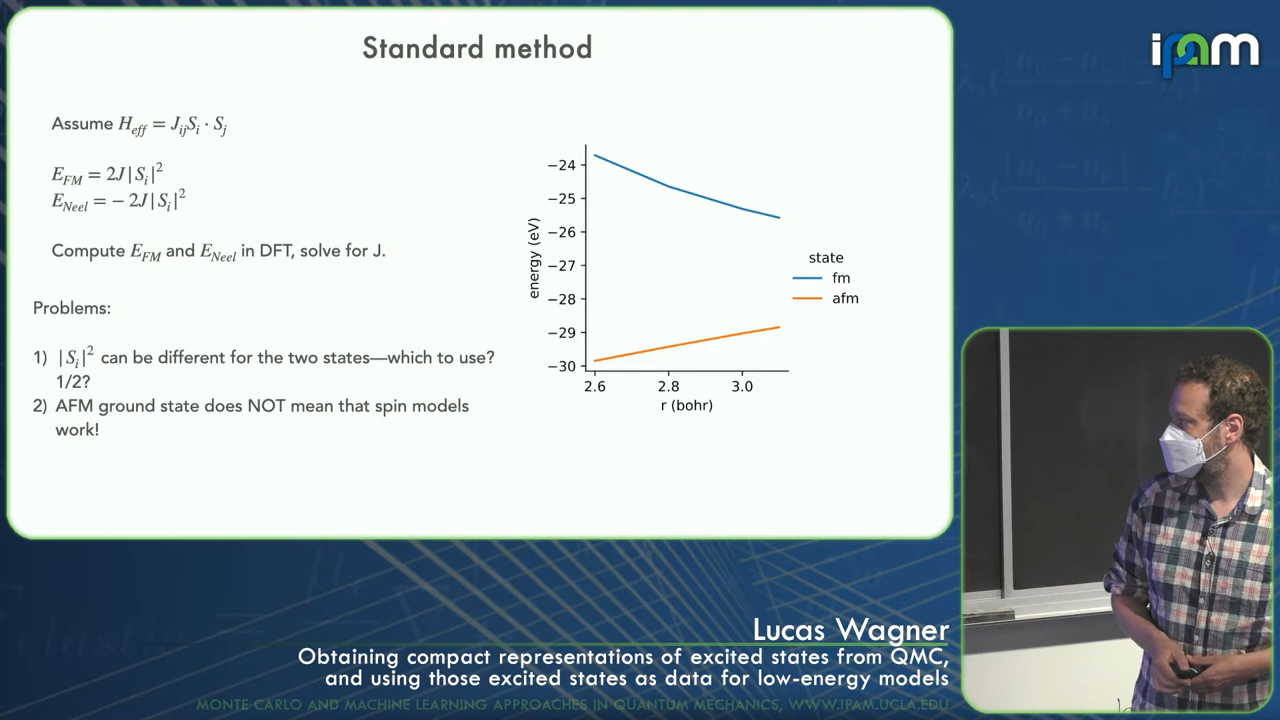 Standard method
ipam
Assume H_eff = J_ij S_i · S_j
E_FM = 2J|S_i|²
E_Neel = − 2J|S_i|²
Compute E_FM and E_Neel in DFT, solve for J.
Problems:
1) |S_i|² can be different for the two states—which to use?
1/2?
2) AFM ground state does NOT mean that spin models
work!
energy (eV)
−24
−25
−26
−27
−28
−29
−30
2.6 2.8 3.0
r (bohr)
state
fm
afm
Lucas Wagner
Obtaining compact representations of excited states from QMC,
and using those excited states as data for low-energy models
MONTE CARLO AND MACHINE LEARNING APPROACHES IN QUANTUM MECHANICS, WWW.IPAM.UCLA.EDU